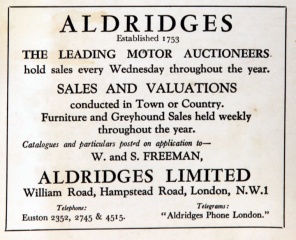 ALDRIDGES
Established 1753
THE LEADING MOTOR AUCTIONEERS
hold sales every Wednesday throughout the year.
SALES AND VALUATIONS
conducted in Town or Country.
Furniture and Greyhound Sales held weekly
throughout the year.
Catalogues and particulars posted on application to—
W. and S. FREEMAN,
ALDRIDGES LIMITED
William Road, Hampstead Road, London, N.W.1
Telephone: Telegrams:
Euston 2352, 2745 & 4515. "Aldridges Phone London."